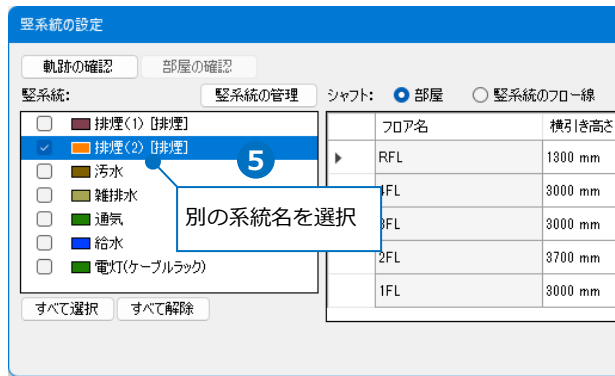 竪系統の設定
軌跡の確認 部屋の確認
竪系統: 竪系統の管理 シャフト: 部屋 竪系統のフロー線
排煙(1) [排煙]
排煙(2) [排煙]
汚水
雑排水
通気
給水
電灯(ケーブルラック)
すべて選択 すべて解除
5
別の系統名を選択
フロア名 横引き高さ
RFL 1300 mm
FL 3000 mm
FL 3000 mm
2FL 3700 mm
1FL 3000 mm